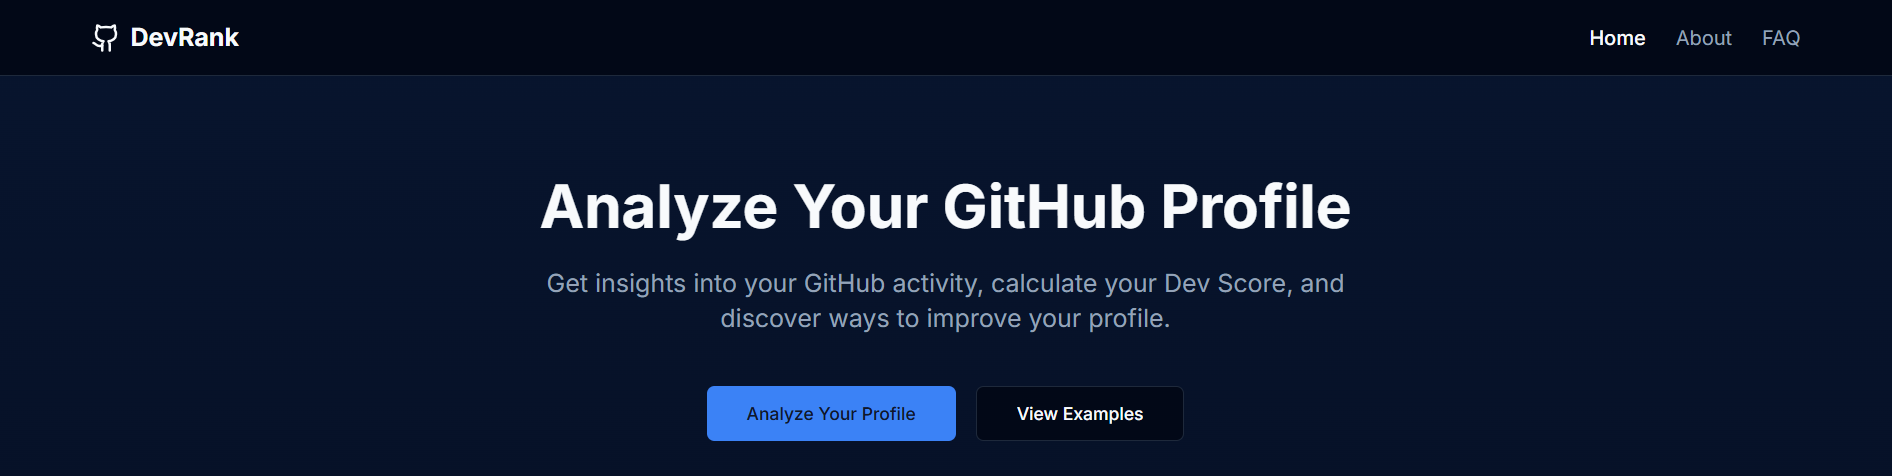 DevRank
Home About FAQ
Analyze Your GitHub Profile
Get insights into your GitHub activity, calculate your Dev Score, and
discover ways to improve your profile.
Analyze Your Profile
View Examples